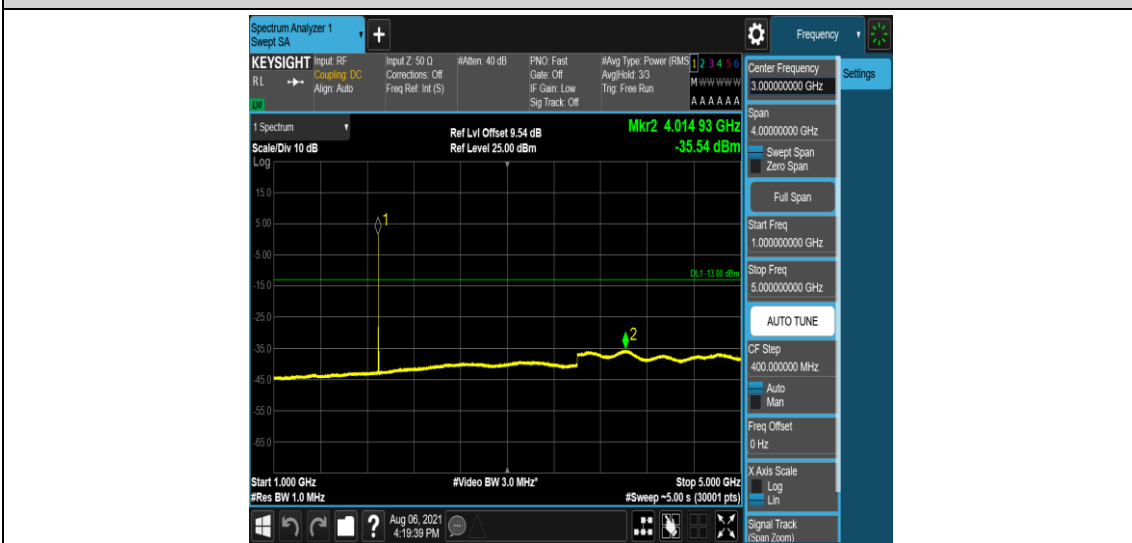 Spectrum Analyzer 1
Swept SA
+
Frequency
KEYSIGHT
RL
LXI
Input: RF
Coupling: DC
Align: Auto
Input Z: 50 Ω
Corrections: Off
Freq Ref: Int (S)
#Atten: 40 dB
PNO: Fast
Gate: Off
IF Gain: Low
Sig Track: Off
#Avg Type: Power (RMS
Avg|Hold: 3/3
Trig: Free Run
1 2 3 4 5 6
M W W W W W
A A A A A A
Center Frequency
3.000000000 GHz
Settings
1 Spectrum
Scale/Div 10 dB
Ref Lvl Offset 9.54 dB
Ref Level 25.00 dBm
Mkr2 4.014 93 GHz
-35.54 dBm
Log
15.0
5.00
-5.00
-15.0
-25.0
-35.0
-45.0
-55.0
-65.0
1
DL1 -13.00 dBm
2
Start 1.000 GHz
#Res BW 1.0 MHz
#Video BW 3.0 MHz*
Stop 5.000 GHz
#Sweep ~5.00 s (30001 pts)
Span
4.00000000 GHz
Swept Span
Zero Span
Full Span
Start Freq
1.000000000 GHz
Stop Freq
5.000000000 GHz
AUTO TUNE
CF Step
400.000000 MHz
Auto
Man
Freq Offset
0 Hz
X Axis Scale
Log
Lin
Signal Track
(Span Zoom)
?
Aug 06, 2021
4:19:39 PM